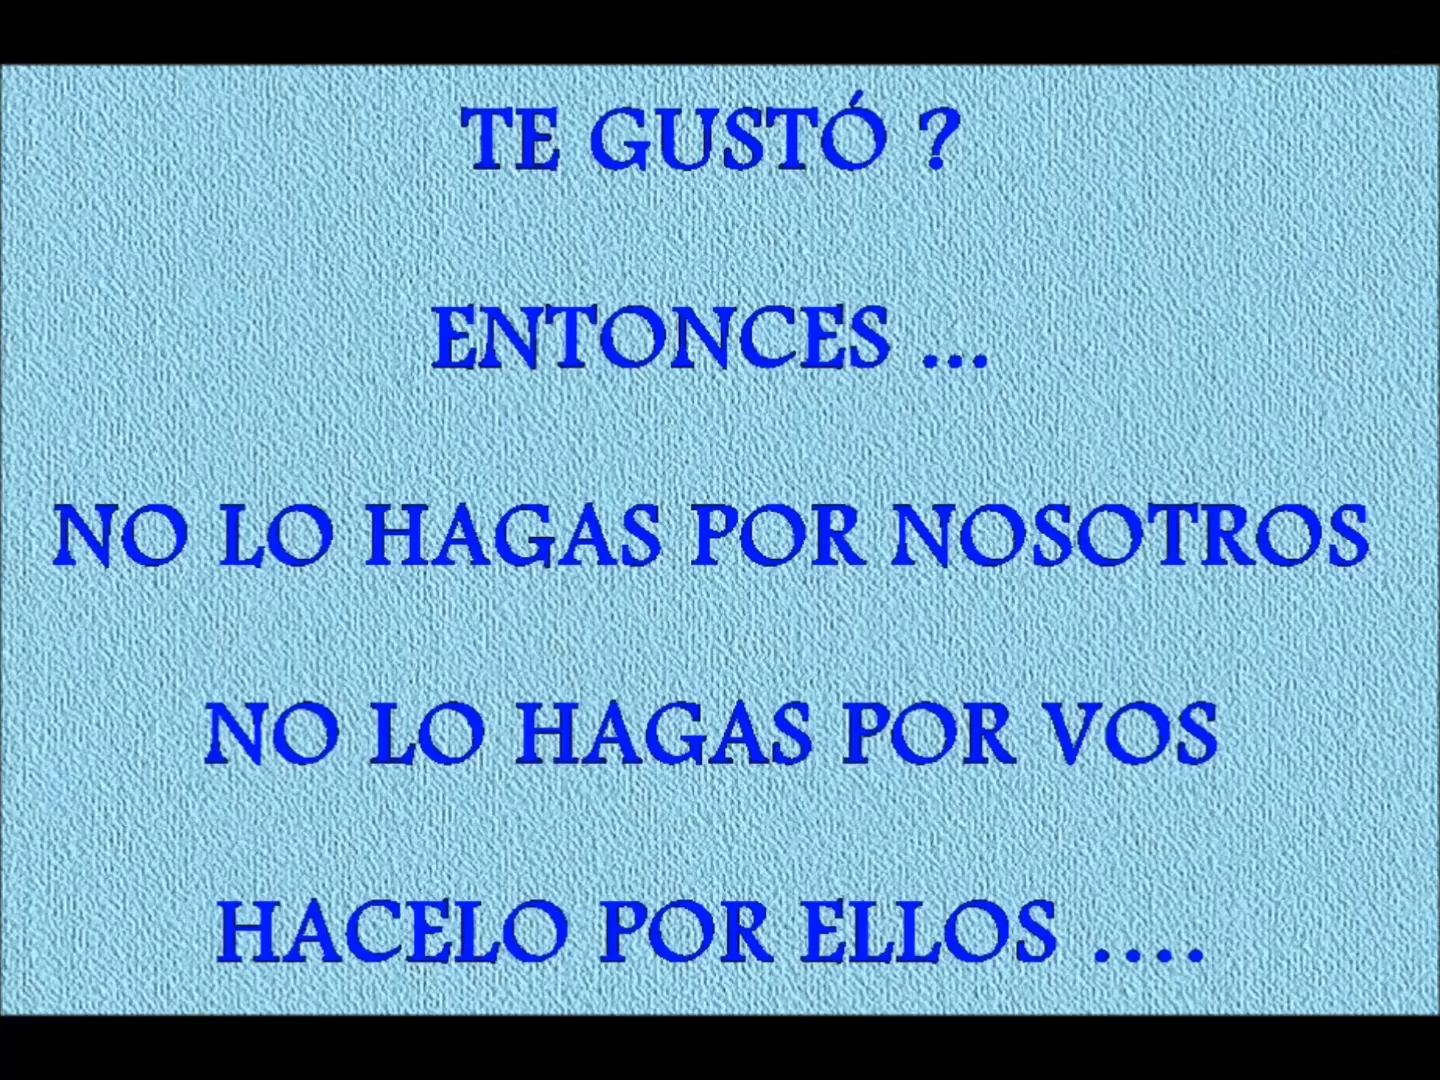 TE GUSTÓ ?
ENTONCES ...
NO LO HAGAS POR NOSOTROS
NO LO HAGAS POR VOS
HACELO POR ELLOS ....